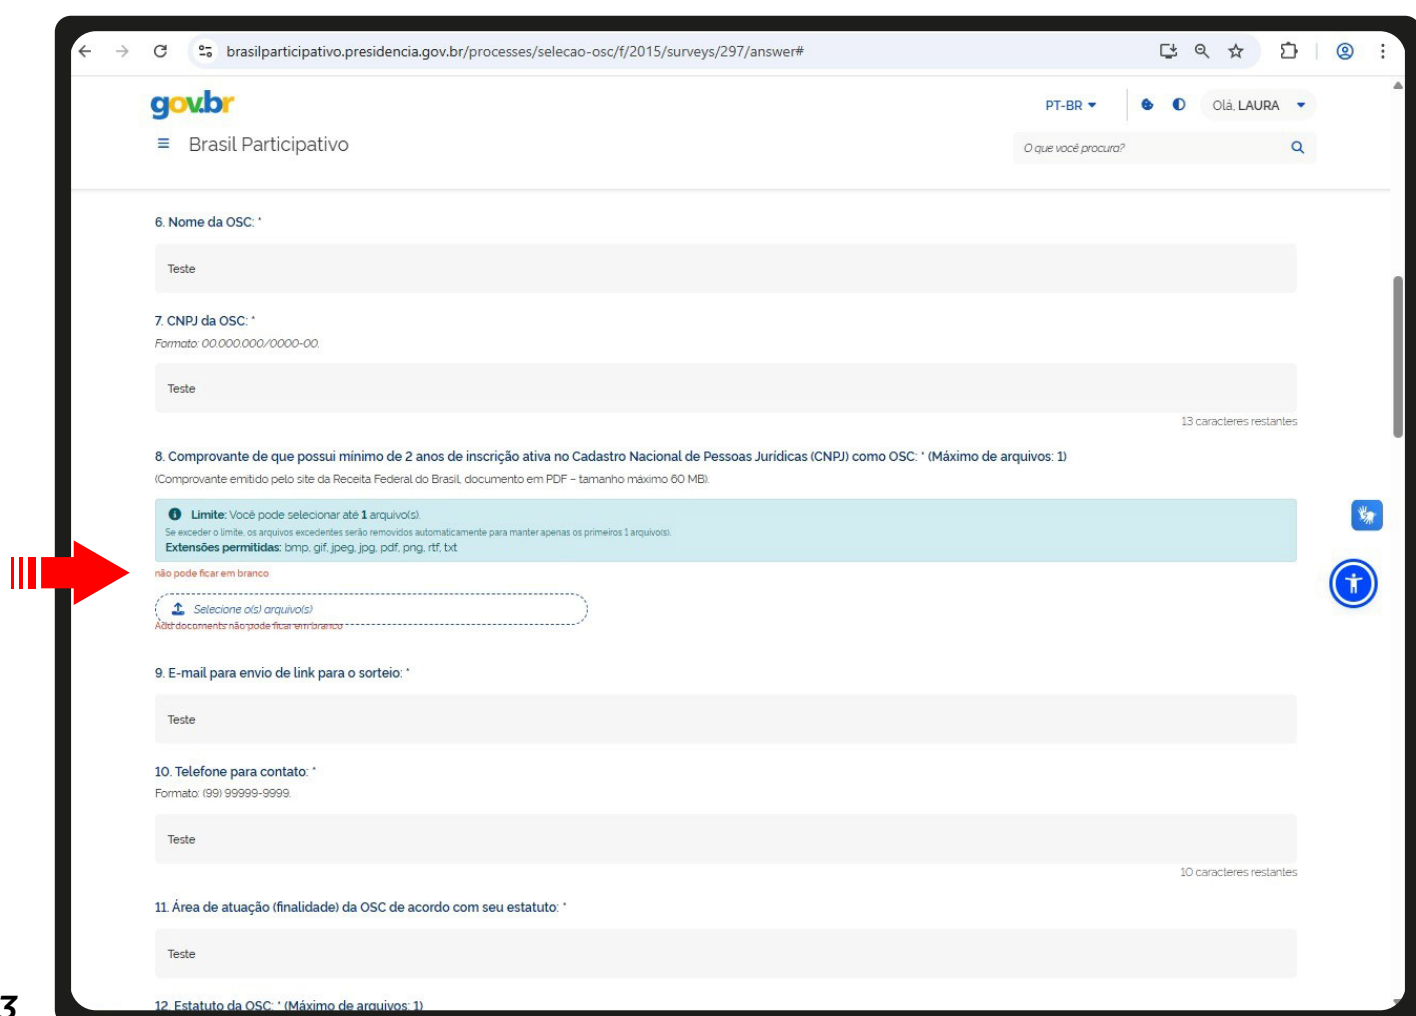 brasilparticipativo.presidencia.gov.br/processes/selecao-osc/f/2015/surveys/297/answer#
gov.br
PT-BR
Olá, LAURA
Brasil Participativo
O que você procura?
6. Nome da OSC: *
Teste
7. CNPJ da OSC: *
Formato: 00.000.000/0000-00.
Teste
13 caracteres restantes
8. Comprovante de que possui mínimo de 2 anos de inscrição ativa no Cadastro Nacional de Pessoas Jurídicas (CNPJ) como OSC: * (Máximo de arquivos: 1)
(Comprovante emitido pelo site da Receita Federal do Brasil, documento em PDF – tamanho máximo 60 MB).
Limite: Você pode selecionar até 1 arquivo(s).
Se exceder o limite, os arquivos excedentes serão removidos automaticamente para manter apenas os primeiros 1 arquivo(s).
Extensões permitidas: bmp, gif, jpeg, jpg, pdf, png, rtf, txt
não pode ficar em branco
Selecione o(s) arquivo(s)
Add documents não pode ficar em branco
9. E-mail para envio de link para o sorteio: *
Teste
10. Telefone para contato: *
Formato: (99) 99999-9999.
Teste
10 caracteres restantes
11. Área de atuação (finalidade) da OSC de acordo com seu estatuto: *
Teste
12. Estatuto da OSC: * (Máximo de arquivos: 1)
3